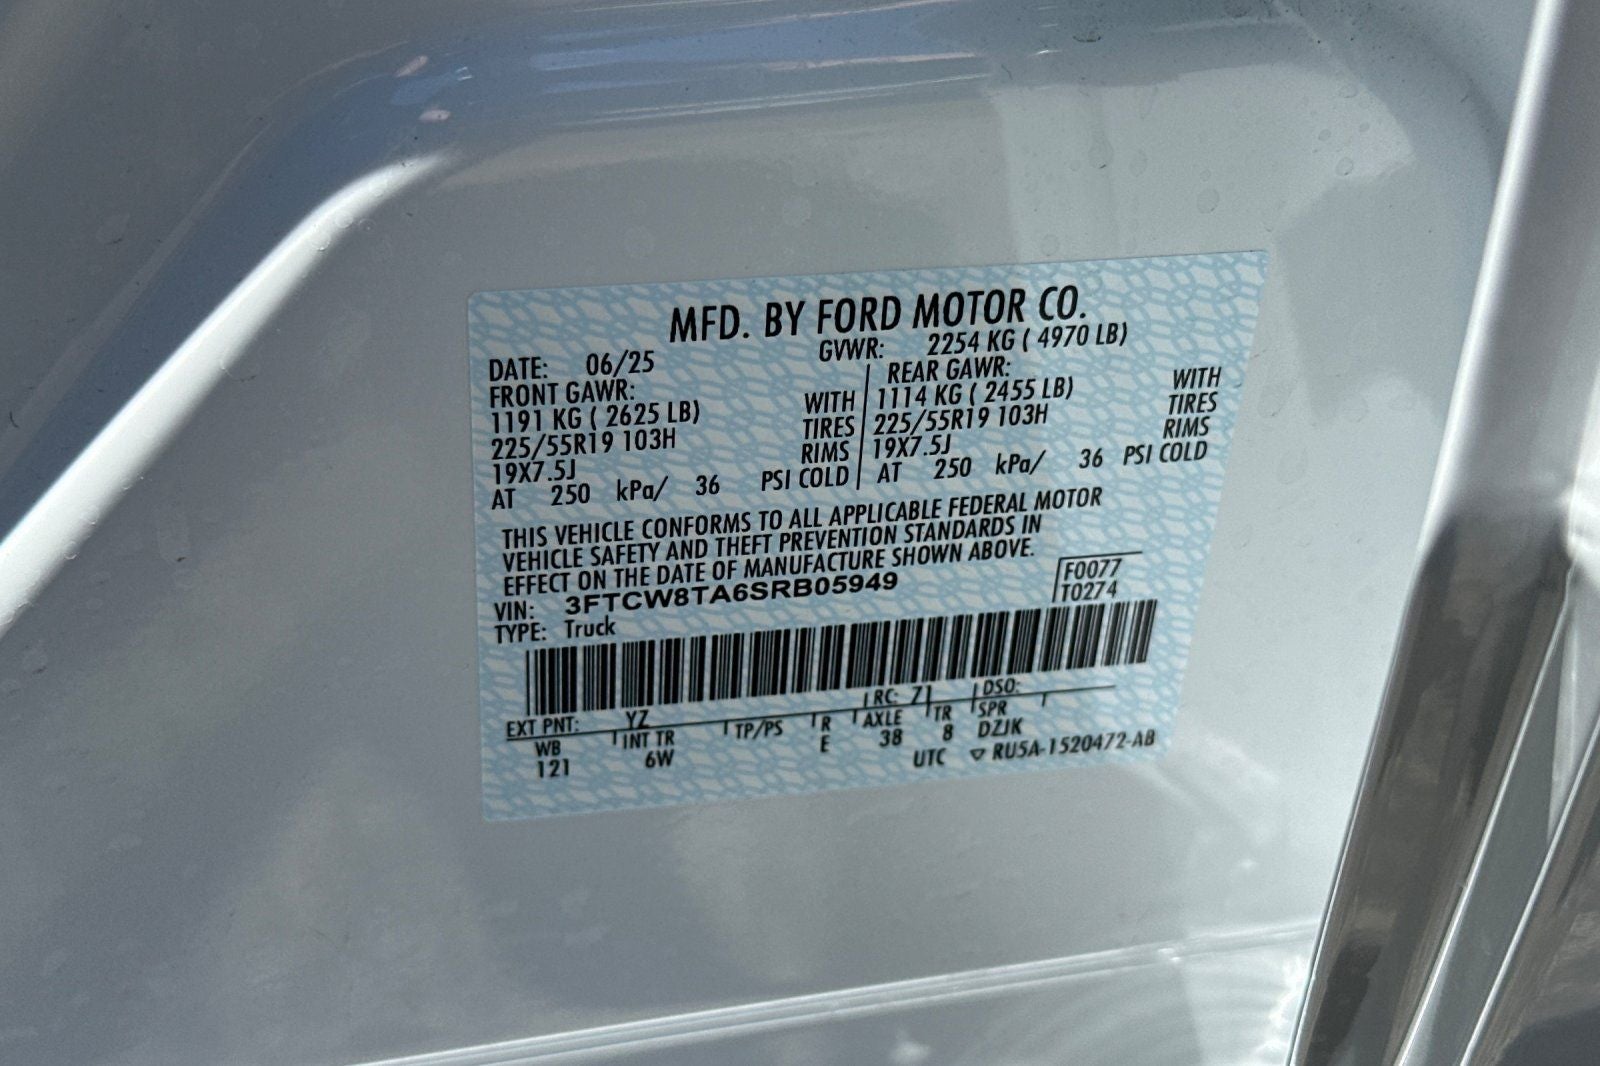 MFD. BY FORD MOTOR CO.
DATE: 06/25 GVWR: 2254 KG ( 4970 LB)
FRONT GAWR: REAR GAWR:
1191 KG ( 2625 LB) WITH 1114 KG ( 2455 LB) WITH
225/55R19 103H TIRES 225/55R19 103H TIRES
19X7.5J RIMS 19X7.5J RIMS
AT 250 kPa/ 36 PSI COLD AT 250 kPa/ 36 PSI COLD
THIS VEHICLE CONFORMS TO ALL APPLICABLE FEDERAL MOTOR
VEHICLE SAFETY AND THEFT PREVENTION STANDARDS IN
EFFECT ON THE DATE OF MANUFACTURE SHOWN ABOVE.
VIN: 3FTCW8TA6SRB05949 F0077
TYPE: Truck T0274
EXT PNT: YZ RC: 71 DSO:
WB INT TR TP/PS R AXLE TR SPR
121 6W E 38 8 DZJK
UTC ▽ RU5A-1520472-AB